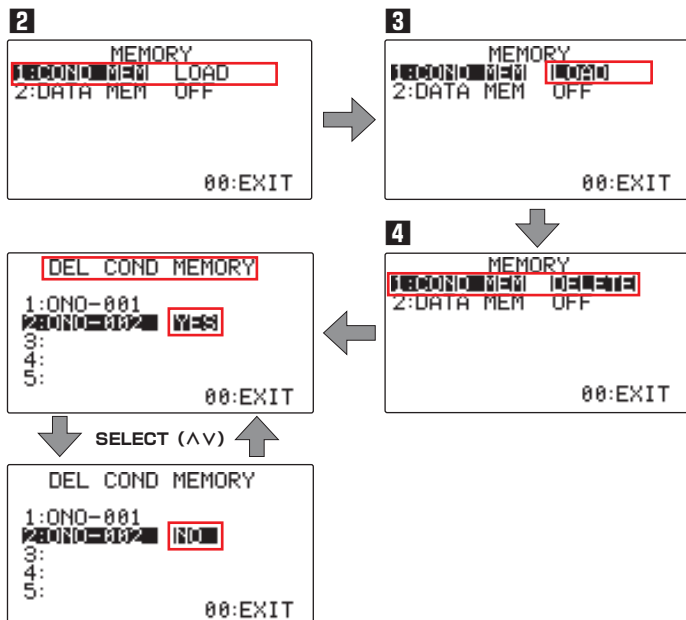 2
MEMORY
1:COND MEM LOAD
2:DATA MEM OFF
00:EXIT
3
MEMORY
1:COND MEM LOAD
2:DATA MEM OFF
00:EXIT
4
MEMORY
1:COND MEM DELETE
2:DATA MEM OFF
00:EXIT
DEL COND MEMORY
1:ONO-001
2:ONO-002 YES
3:
4:
5:
00:EXIT
SELECT (∧∨)
DEL COND MEMORY
1:ONO-001
2:ONO-002 NO
3:
4:
5:
00:EXIT